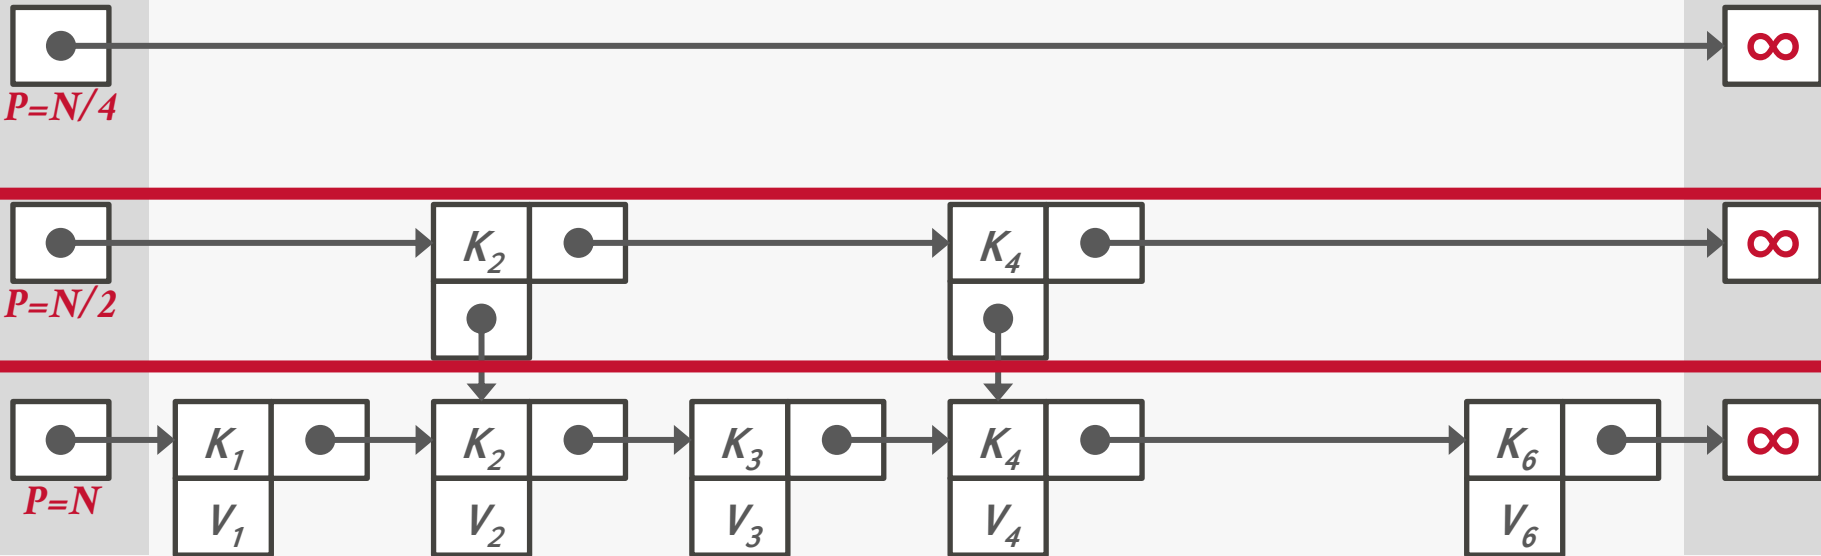 ∞
P=N/4
K2 K4 ∞
P=N/2
K1 K2 K3 K4 K6 ∞
P=N
V1 V2 V3 V4 V6